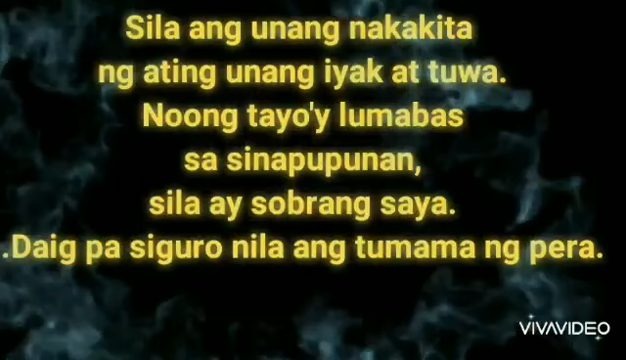 Sila ang unang nakakita
ng ating unang iyak at tuwa.
Noong tayo'y lumabas
sa sinapupunan,
sila ay sobrang saya.
.Daig pa siguro nila ang tumama ng pera.
VIVAVIDEO